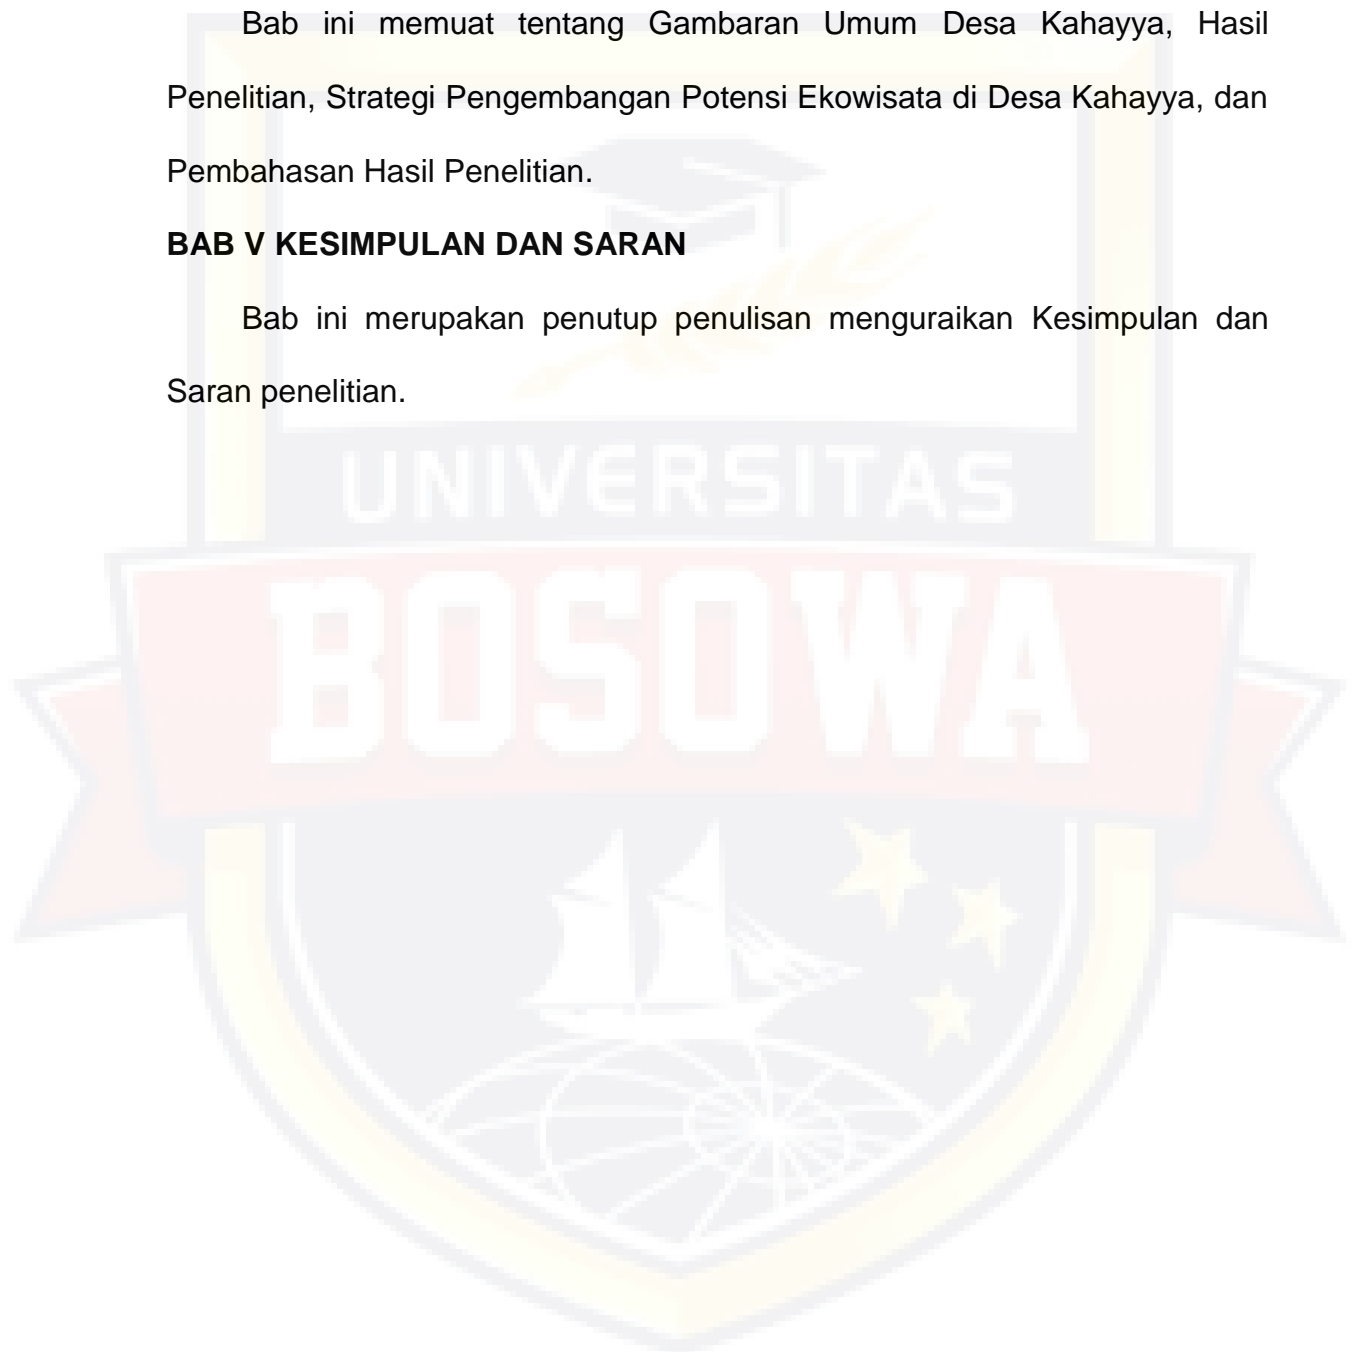 Bab ini memuat tentang Gambaran Umum Desa Kahayya, Hasil
Penelitian, Strategi Pengembangan Potensi Ekowisata di Desa Kahayya, dan
Pembahasan Hasil Penelitian.
BAB V KESIMPULAN DAN SARAN
Bab ini merupakan penutup penulisan menguraikan Kesimpulan dan
Saran penelitian.
UNIVERSITAS
BOSOWA